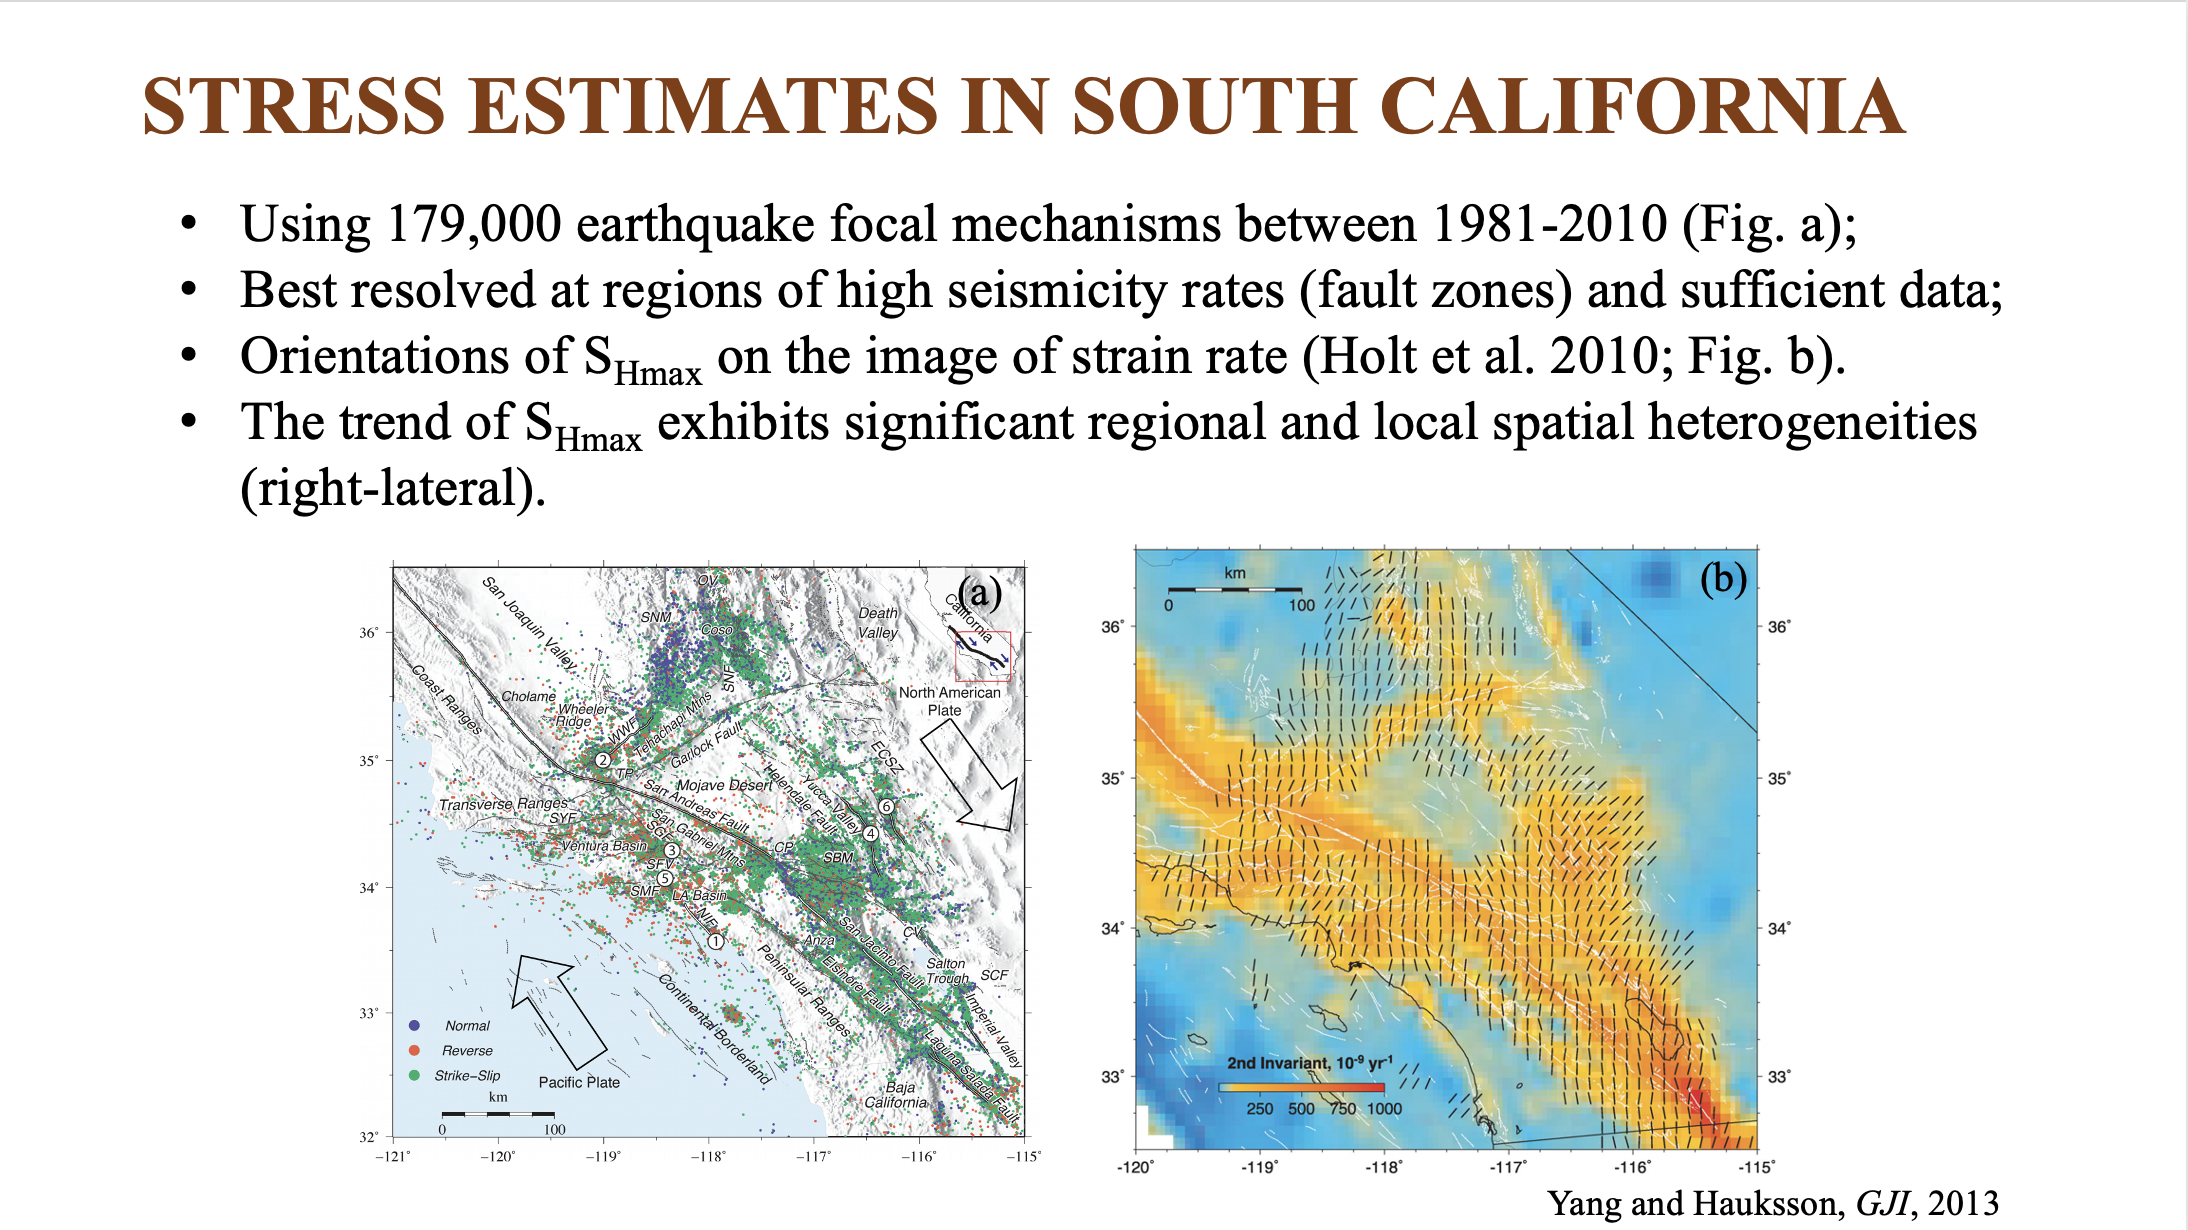 STRESS ESTIMATES IN SOUTH CALIFORNIA
• Using 179,000 earthquake focal mechanisms between 1981-2010 (Fig. a);
• Best resolved at regions of high seismicity rates (fault zones) and sufficient data;
• Orientations of SHmax on the image of strain rate (Holt et al. 2010; Fig. b).
• The trend of SHmax exhibits significant regional and local spatial heterogeneities
(right-lateral).
(a)
OV
California
SNM
Coso
Death
Valley
San Joaquin Valley
36°
Coast Ranges
Cholame
Wheeler
Ridge
SNF
North American
Plate
WWF
Tehachapi Mtns
Garlock Fault
ECSZ
35°
2
TP
Mojave Desert
Helendale Fault
Yucca
Valley
6
4
Transverse Ranges
SYF
San Andreas Fault
San Gabriel Mtns
SGF
Ventura Basin
3
CP
SBM
SFV
5
34°
SMF
LA Basin
NIF
1
Anza
San Jacinto Fault
CV
Elsinore Fault
Salton
Trough
SCF
Peninsular Ranges
Continental Borderland
Imperial Valley
33°
Normal
Reverse
Strike–Slip
Pacific Plate
Laguna Salada Fault
Baja
California
km
0 100
32°
−121° −120° −119° −118° −117° −116° −115°
(b)
km
0 100
36° 36°
35° 35°
34° 34°
33° 33°
2nd Invariant, 10-9 yr-1
250 500 750 1000
-120° -119° -118° -117° -116° -115°
Yang and Hauksson, GJI, 2013